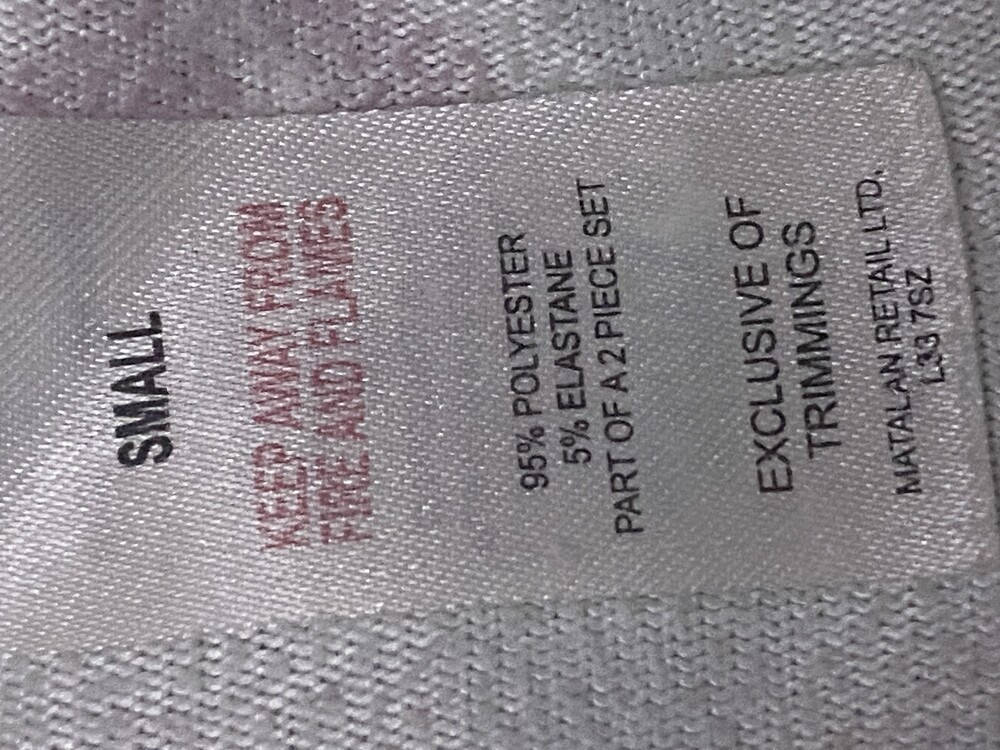 SMALL
KEEP AWAY FROM
FIRE AND FLAMES
95% POLYESTER
5% ELASTANE
PART OF A 2 PIECE SET
EXCLUSIVE OF
TRIMMINGS
MATALAN RETAIL LTD.
L33 7SZ